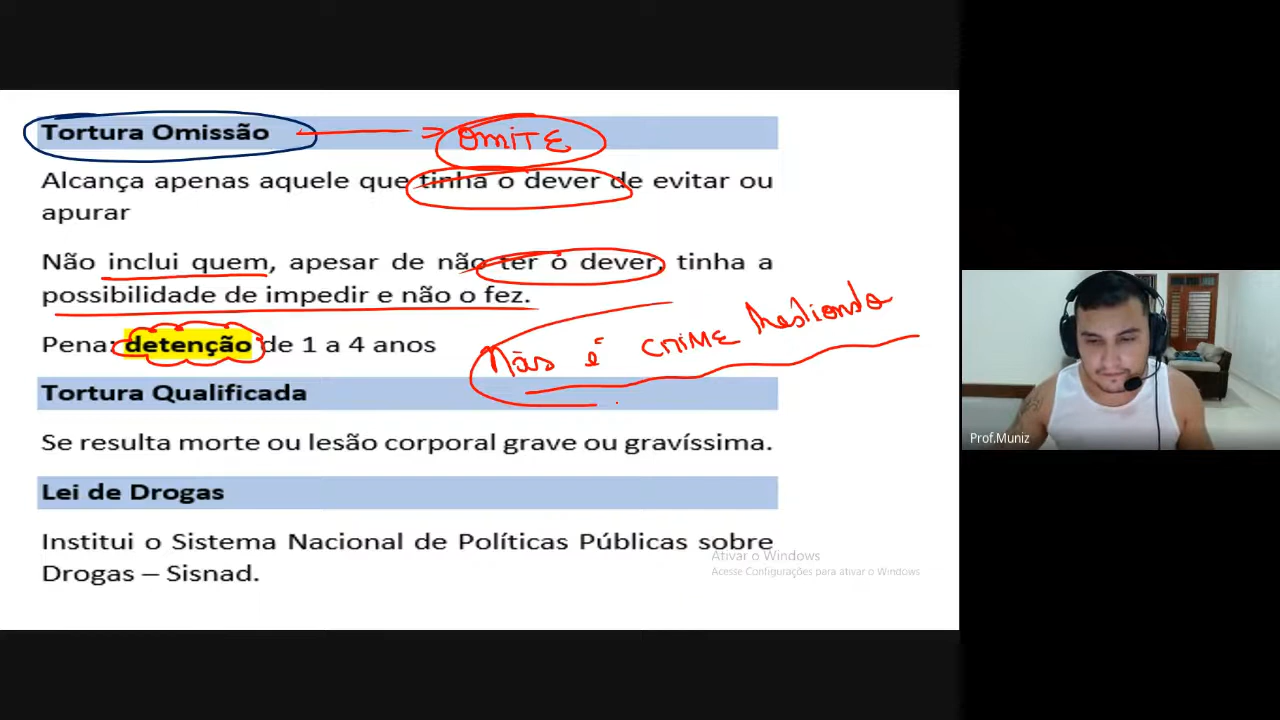 Tortura Omissão OMITE
Alcança apenas aquele que tinha o dever de evitar ou
apurar
Não inclui quem, apesar de não ter o dever, tinha a
possibilidade de impedir e não o fez.
Não é CRIME Hediondo
Pena: detenção de 1 a 4 anos
Tortura Qualificada
Se resulta morte ou lesão corporal grave ou gravíssima.
Lei de Drogas
Institui o Sistema Nacional de Políticas Públicas sobre
Drogas – Sisnad.
Ativar o Windows
Acesse Configurações para ativar o Windows
Prof.Muniz